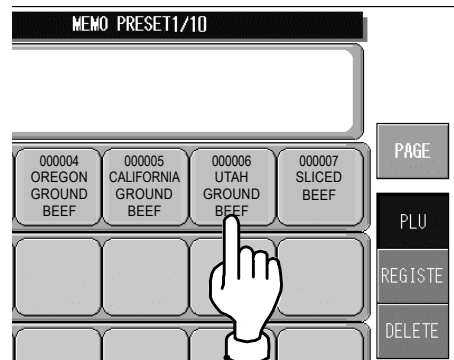 MEMO PRESET1/10
PAGE
000004
OREGON
GROUND
BEEF
000005
CALIFORNIA
GROUND
BEEF
000006
UTAH
GROUND
BEEF
000007
SLICED
BEEF
PLU
REGISTE
DELETE